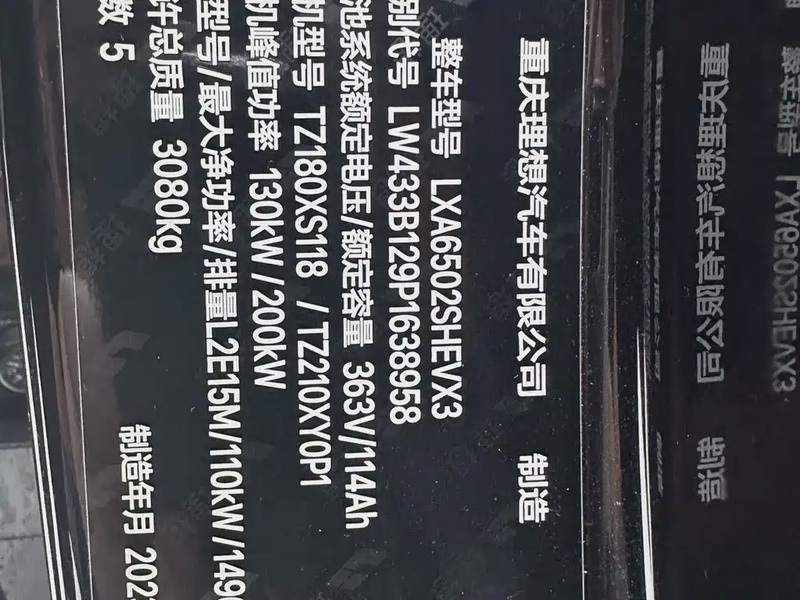 重庆理想汽车有限公司 制造
整车型号 LXA6502SHEVX3
别代号 LW433B129P1638958
池系统额定电压/额定容量 363V/114Ah
机型号 TZ180XS118 / TZ210XY0P1
机峰值功率 130kW/200kW
型号/最大净功率/排量L2E15M/110kW/149
许总质量 3080kg
数 5
制造年月 202